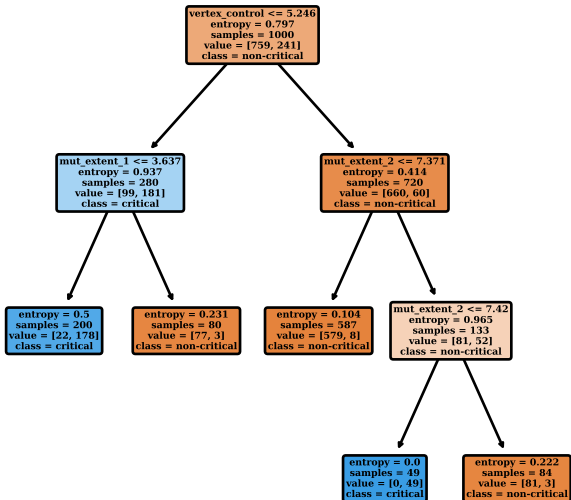 vertex_control <= 5.246
entropy = 0.797
samples = 1000
value = [759, 241]
class = non-critical
mut_extent_1 <= 3.637
entropy = 0.937
samples = 280
value = [99, 181]
class = critical
mut_extent_2 <= 7.371
entropy = 0.414
samples = 720
value = [660, 60]
class = non-critical
entropy = 0.5
samples = 200
value = [22, 178]
class = critical
entropy = 0.231
samples = 80
value = [77, 3]
class = non-critical
entropy = 0.104
samples = 587
value = [579, 8]
class = non-critical
mut_extent_2 <= 7.42
entropy = 0.965
samples = 133
value = [81, 52]
class = non-critical
entropy = 0.0
samples = 49
value = [0, 49]
class = critical
entropy = 0.222
samples = 84
value = [81, 3]
class = non-critical